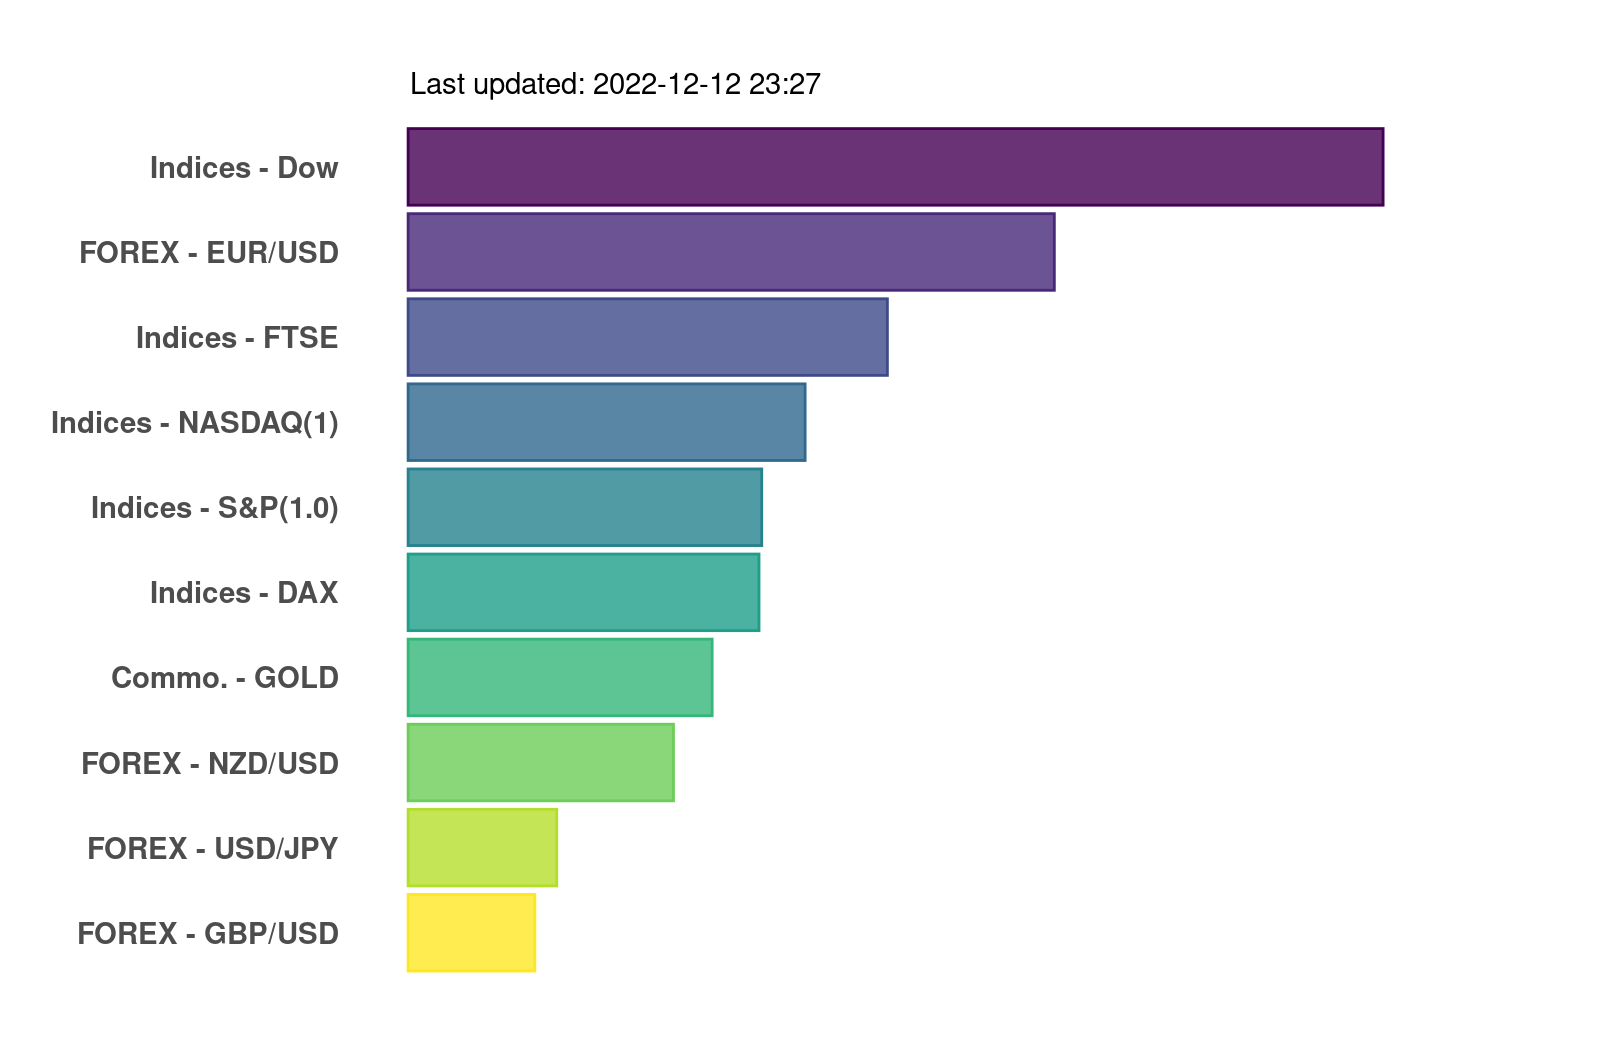 Last updated: 2022-12-12 23:27
Indices - Dow
FOREX - EUR/USD
Indices - FTSE
Indices - NASDAQ(1)
Indices - S&P(1.0)
Indices - DAX
Commo. - GOLD
FOREX - NZD/USD
FOREX - USD/JPY
FOREX - GBP/USD